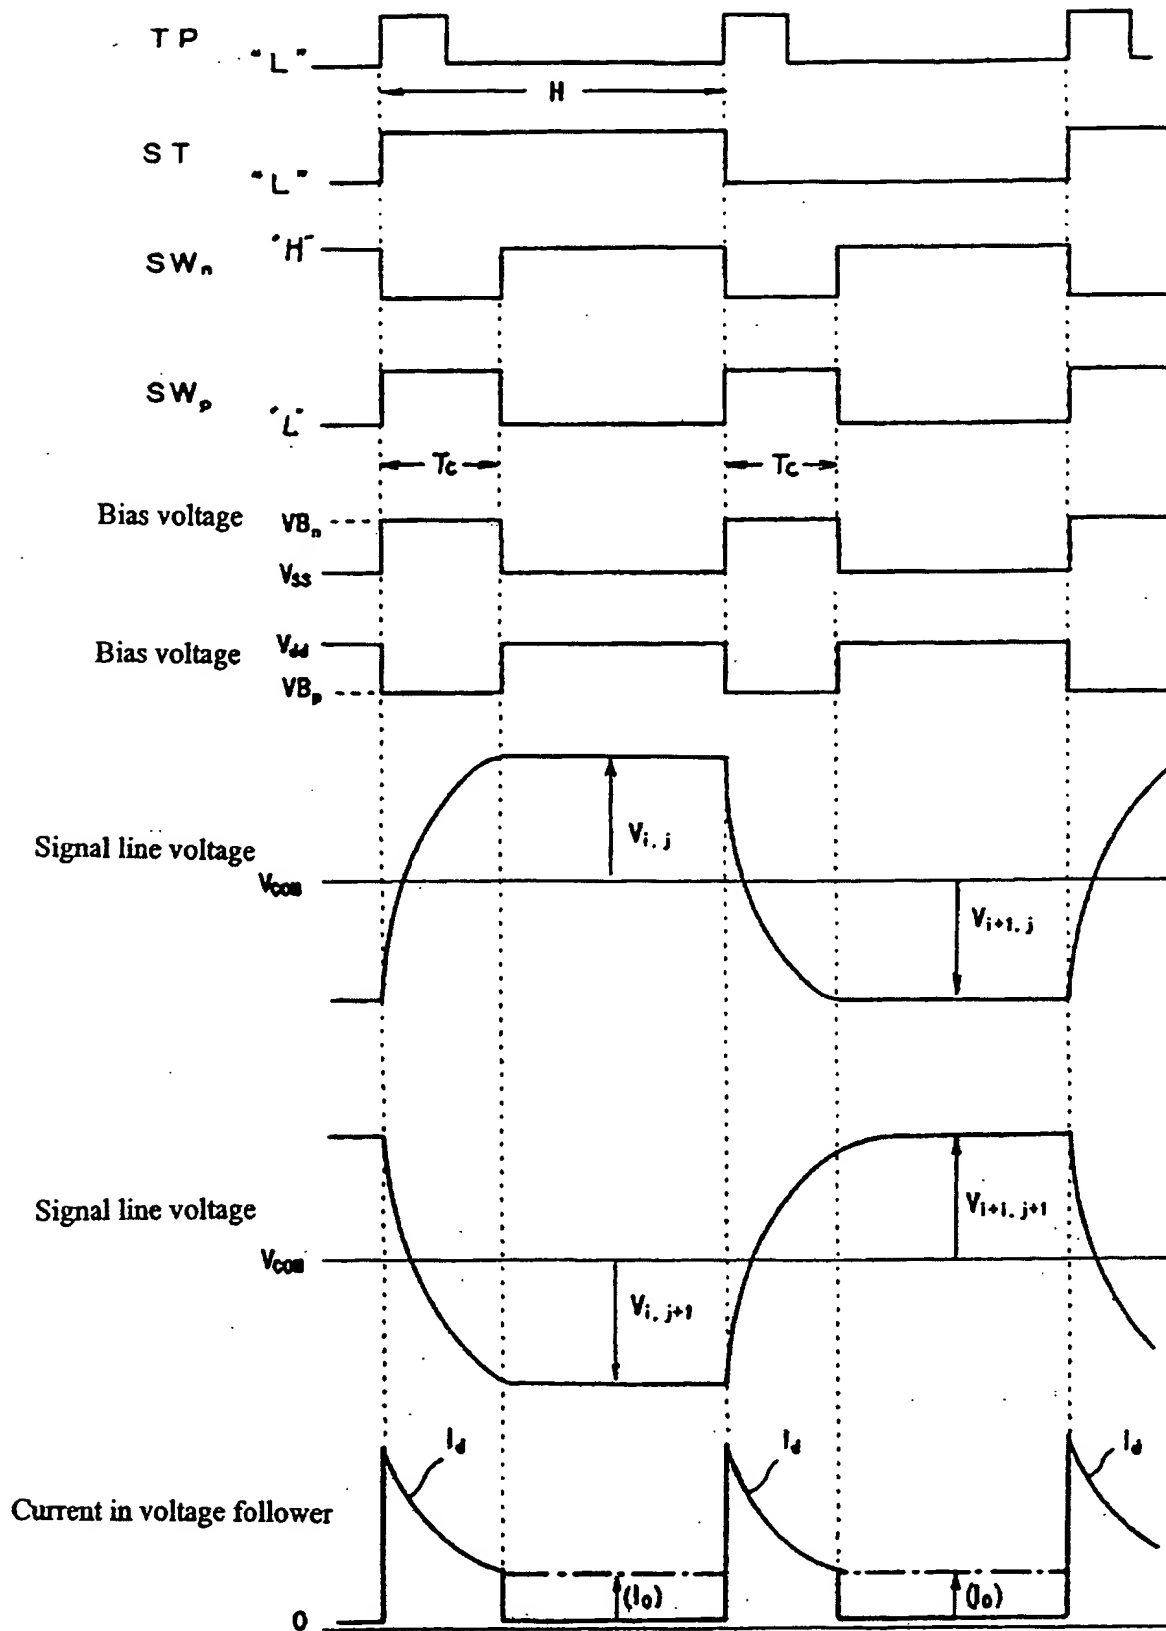 TP
"L"
H
ST
"L"
SWn
"H"
SWp
"L"
Tc
Tc
Bias voltage
VBn
Vss
Bias voltage
Vdd
VBp
Signal line voltage
VCOM
Vi, j
Vi+1, j
Signal line voltage
VCOM
Vi, j+1
Vi+1, j+1
Current in voltage follower
Id
Id
Id
(I0)
(I0)
0